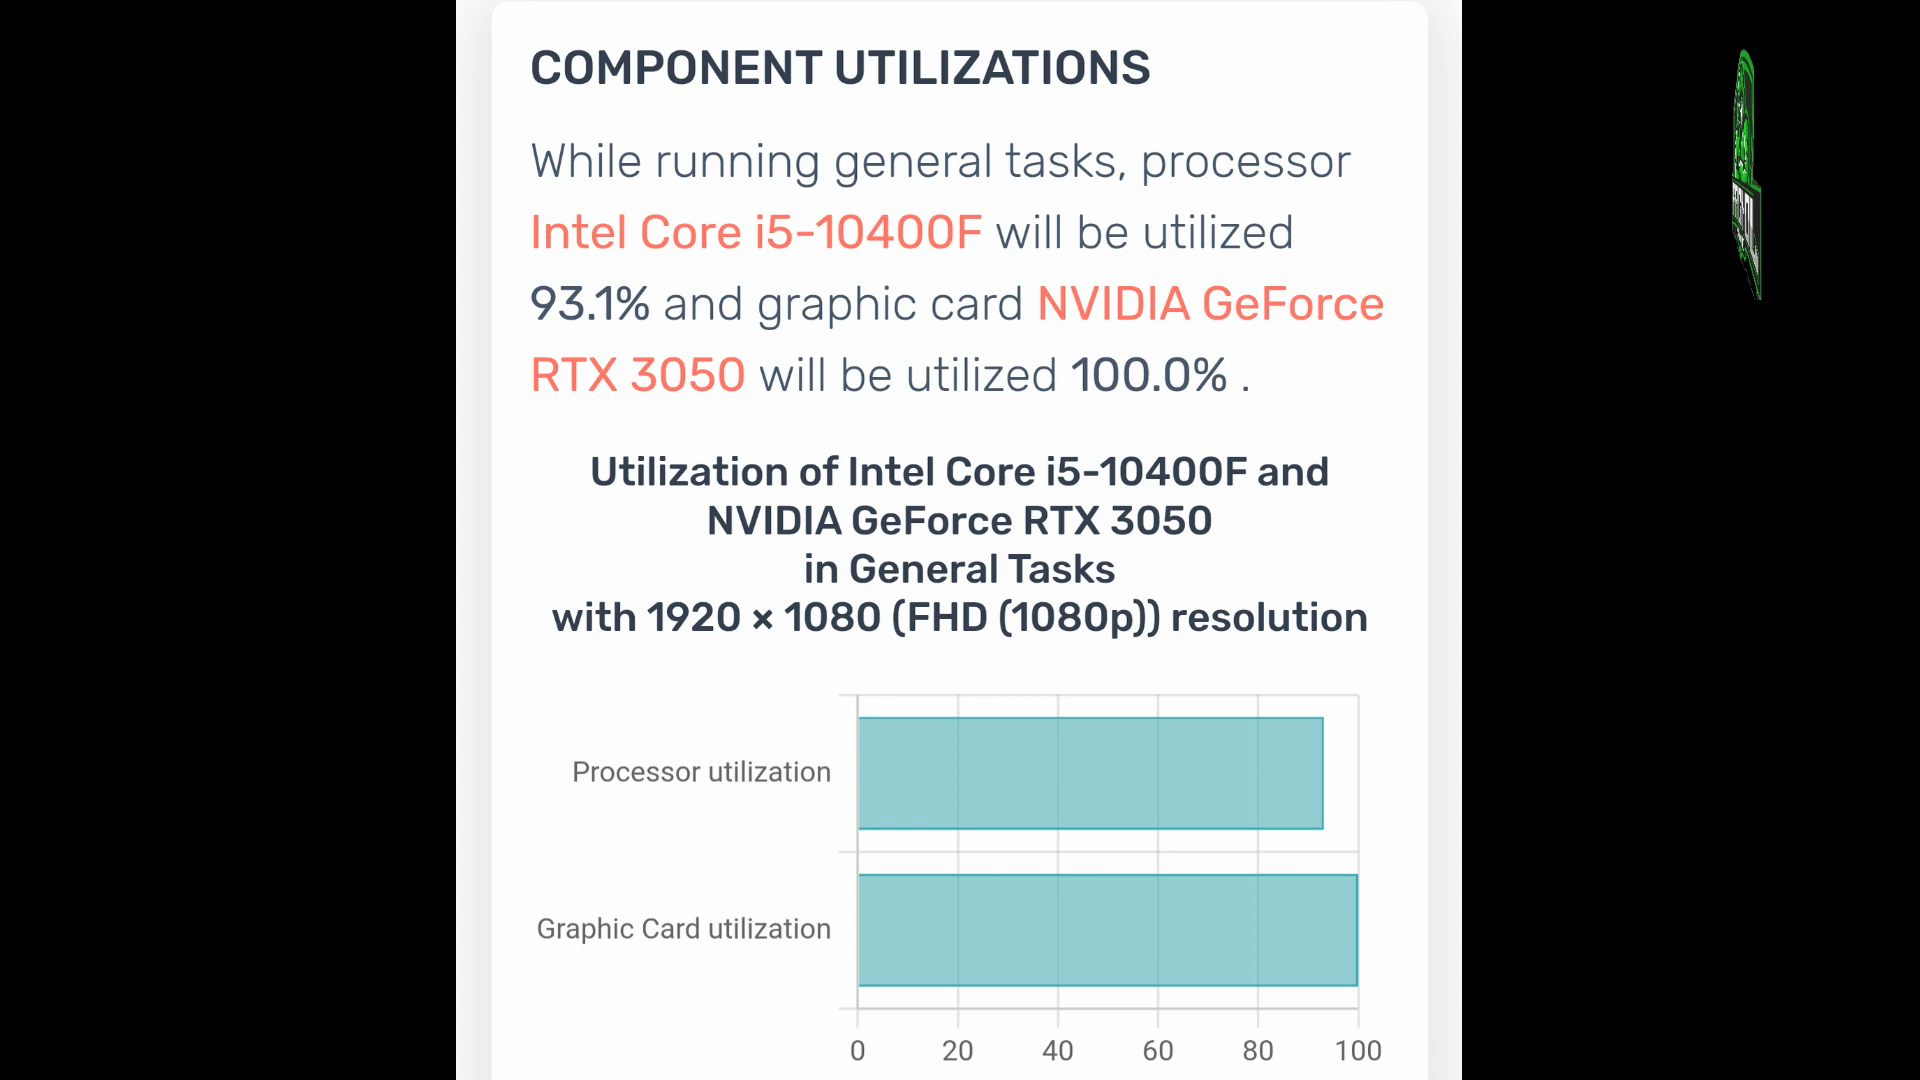 COMPONENT UTILIZATIONS
While running general tasks, processor
Intel Core i5-10400F will be utilized
93.1% and graphic card NVIDIA GeForce
RTX 3050 will be utilized 100.0% .
Utilization of Intel Core i5-10400F and
NVIDIA GeForce RTX 3050
in General Tasks
with 1920 × 1080 (FHD (1080p)) resolution
Processor utilization
Graphic Card utilization
0 20 40 60 80 100